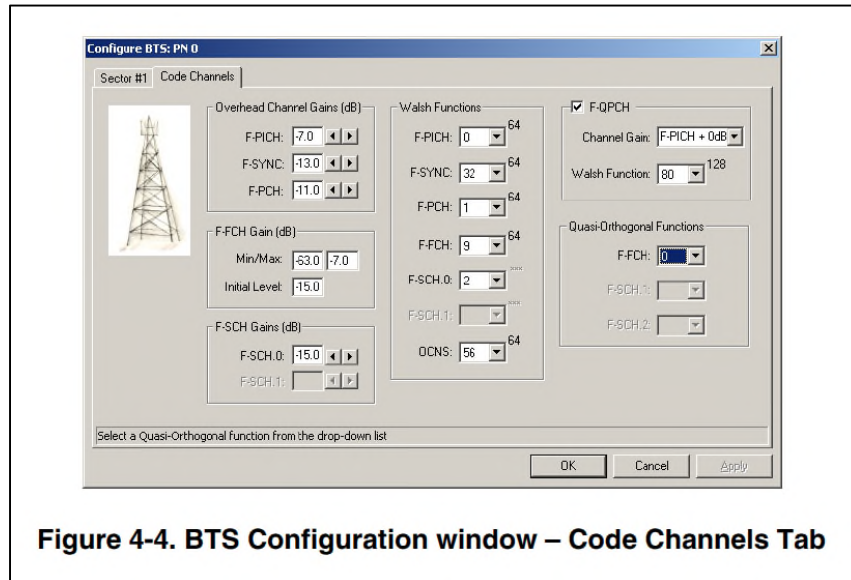 Configure BTS: PN 0
Sector #1
Code Channels
Overhead Channel Gains (dB)
F-PICH: -7.0
F-SYNC: -13.0
F-PCH: -11.0
F-FCH Gain (dB)
Min/Max: -63.0 -7.0
Initial Level: -15.0
F-SCH Gains (dB)
F-SCH.0: -15.0
F-SCH.1:
Walsh Functions
F-PICH: 0 64
F-SYNC: 32 64
F-PCH: 1 64
F-FCH: 9 64
F-SCH.0: 2 ***
F-SCH.1: ***
OCNS: 56 64
F-QPCH
Channel Gain: F-PICH + 0dB
Walsh Function: 80 128
Quasi-Orthogonal Functions
F-FCH: 0
F-SCH.1:
F-SCH.2:
Select a Quasi-Orthogonal function from the drop-down list
OK
Cancel
Apply
Figure 4-4. BTS Configuration window – Code Channels Tab